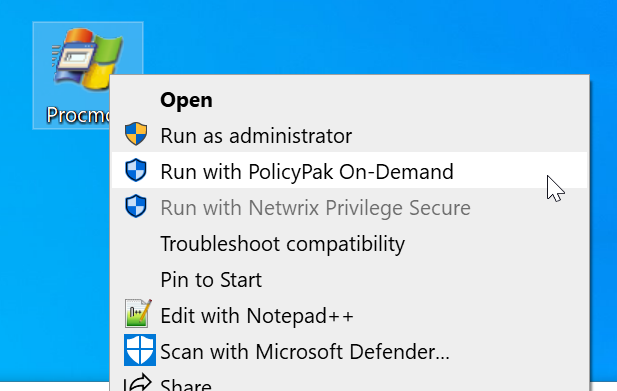 Procmo
Open
Run as administrator
Run with PolicyPak On-Demand
Run with Netwrix Privilege Secure
Troubleshoot compatibility
Pin to Start
Edit with Notepad++
Scan with Microsoft Defender...
Share